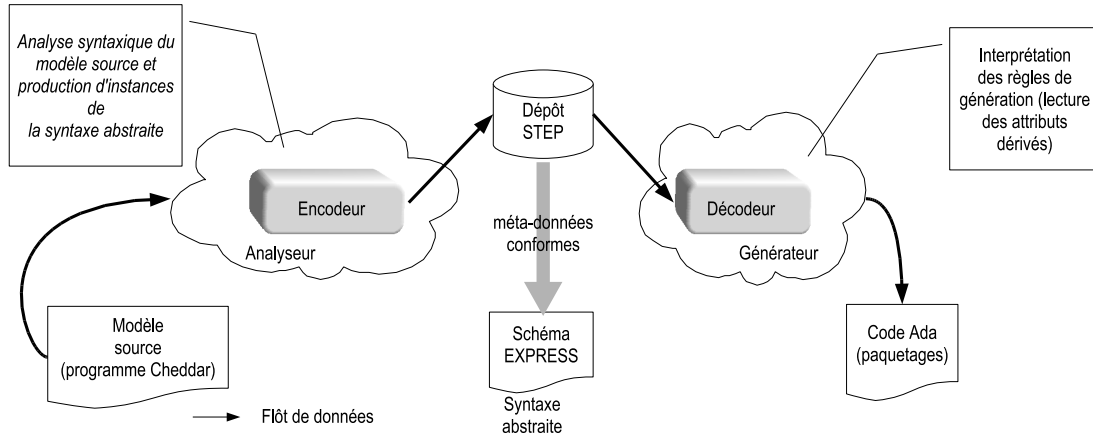 Analyse syntaxique du
modèle source et
production d'instances
de
la syntaxe abstraite
Dépôt
STEP
Interprétation
des règles de
génération (lecture
des attributs
dérivés)
Encodeur
Analyseur
méta-données
conformes
Décodeur
Générateur
Modèle
source
(programme Cheddar)
Schéma
EXPRESS
Syntaxe
abstraite
Code Ada
(paquetages)
Flôt de données